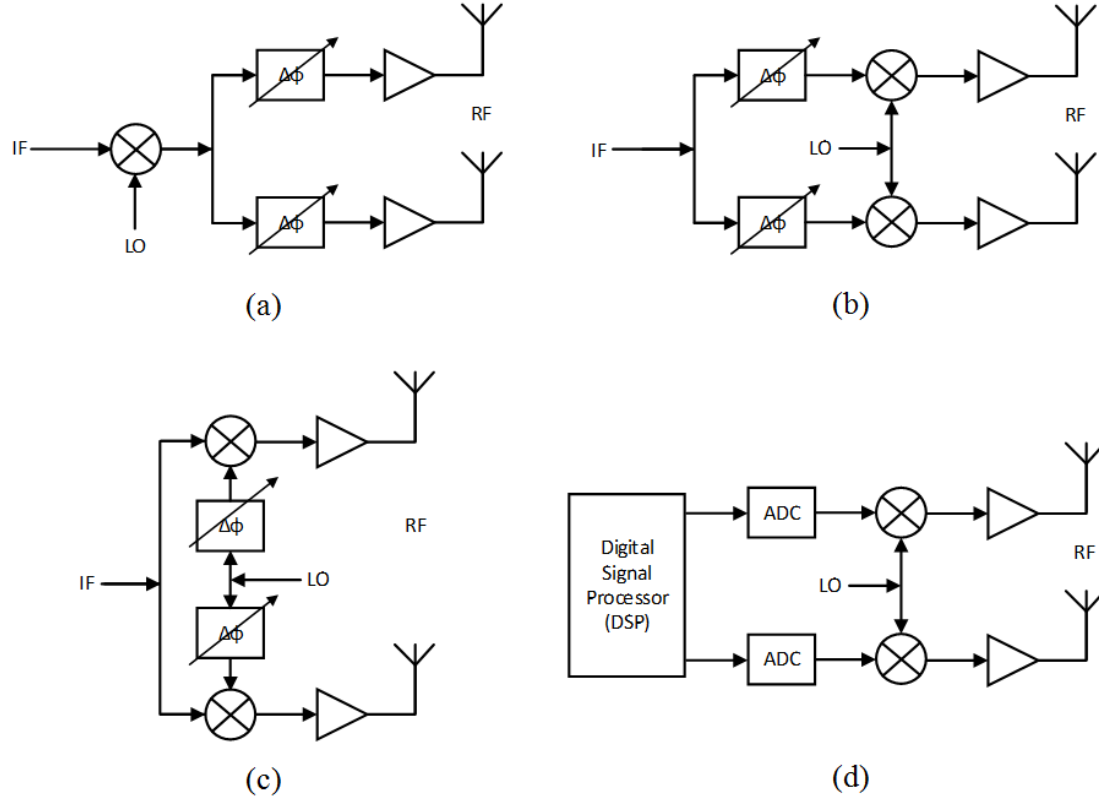 Δϕ
RF
IF
LO
Δϕ
(a)
Δϕ
RF
IF
LO
Δϕ
(b)
Δϕ
RF
IF
LO
Δϕ
(c)
ADC
Digital
Signal
Processor
(DSP)
LO
RF
ADC
(d)